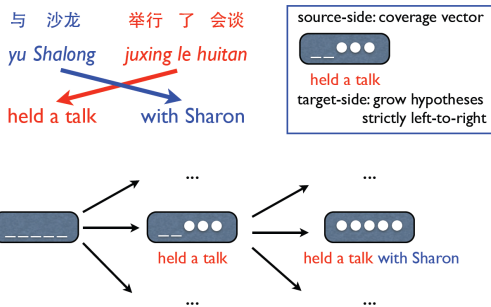 与 沙龙 举行 了 会谈
yu Shalong juxing le huitan
held a talk with Sharon
source-side: coverage vector
_ _ ●●●
held a talk
target-side: grow hypotheses
strictly left-to-right
... ...
_ _ _ _ _ _ _ ●●● ●●●●●
held a talk held a talk with Sharon
... ...